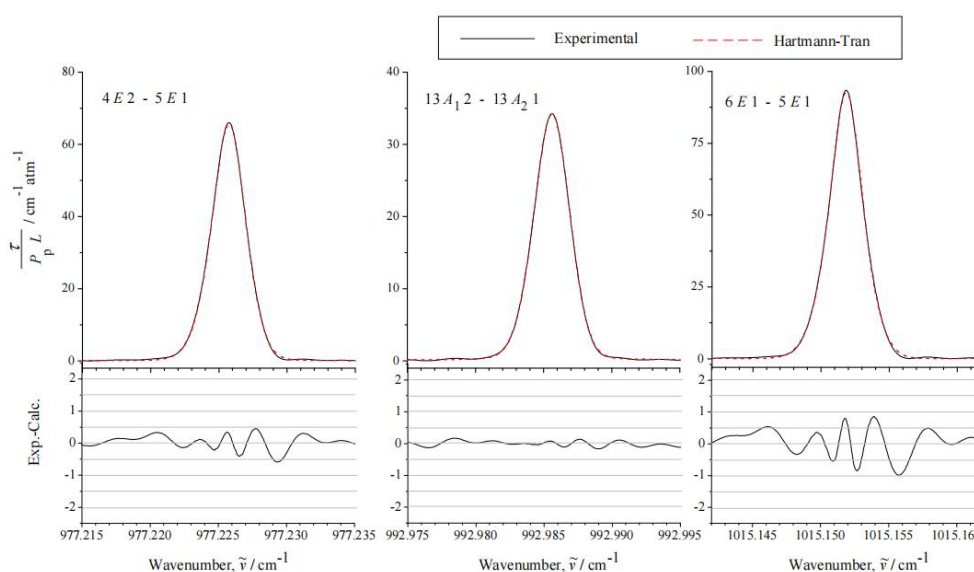 Experimental
Hartmann-Tran
4 E 2 - 5 E 1
13 A₁ 2 - 13 A₂ 1
6 E 1 - 5 E 1
80
60
40
20
0
40
30
20
10
0
100
75
50
25
0
τ / P_p L / cm⁻¹ atm⁻¹
Exp.-Calc.
2
1
0
-1
-2
2
1
0
-1
-2
2
1
0
-1
-2
977.215 977.220 977.225 977.230 977.235
992.975 992.980 992.985 992.990 992.995
1015.145 1015.150 1015.155 1015.16
Wavenumber, ṽ / cm⁻¹
Wavenumber, ṽ / cm⁻¹
Wavenumber, ṽ / cm⁻¹